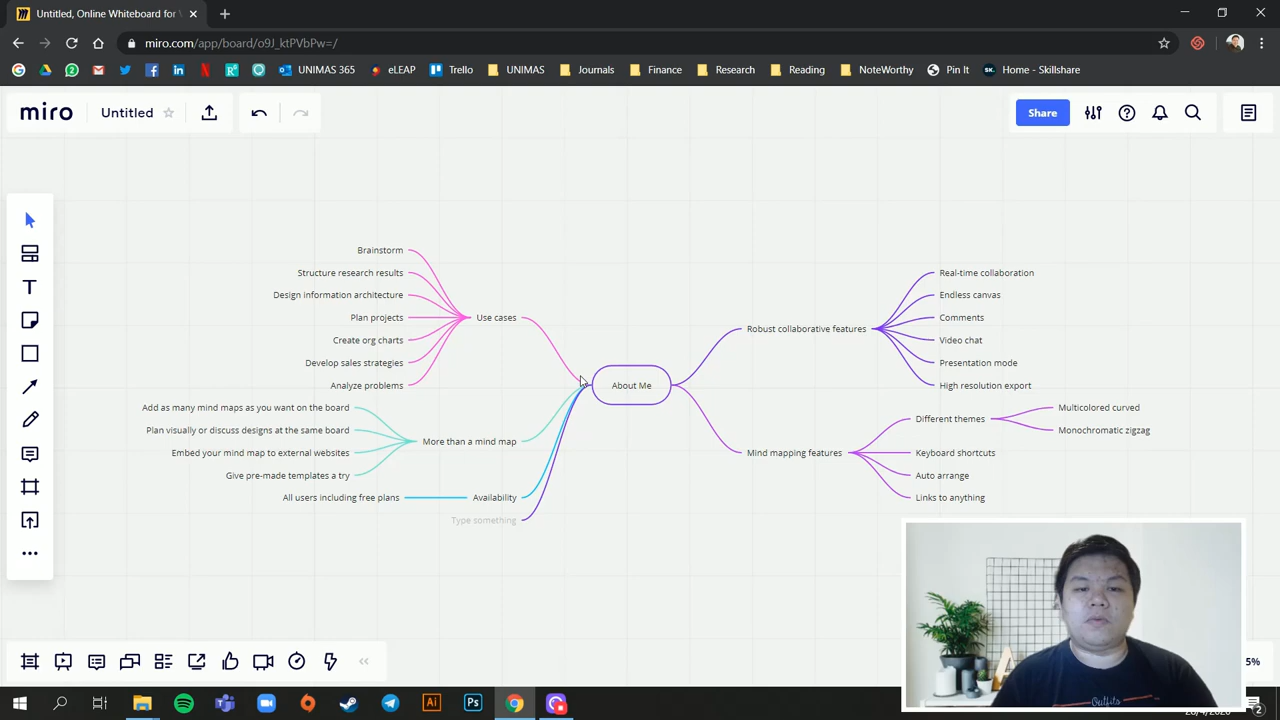 Untitled, Online Whiteboard for
miro.com/app/board/o9J_ktPVbPw=/
UNIMAS 365
eLEAP
Trello
UNIMAS
Journals
Finance
Research
Reading
NoteWorthy
Pin It
SK.
Home - Skillshare
miro
Untitled
Share
Brainstorm
Structure research results
Design information architecture
Plan projects
Create org charts
Develop sales strategies
Analyze problems
Use cases
Add as many mind maps as you want on the board
Plan visually or discuss designs at the same board
Embed your mind map to external websites
Give pre-made templates a try
More than a mind map
All users including free plans
Availability
Type something
About Me
Robust collaborative features
Real-time collaboration
Endless canvas
Comments
Video chat
Presentation mode
High resolution export
Mind mapping features
Different themes
Multicolored curved
Monochromatic zigzag
Keyboard shortcuts
Auto arrange
Links to anything
5%
Ai
Ps
2